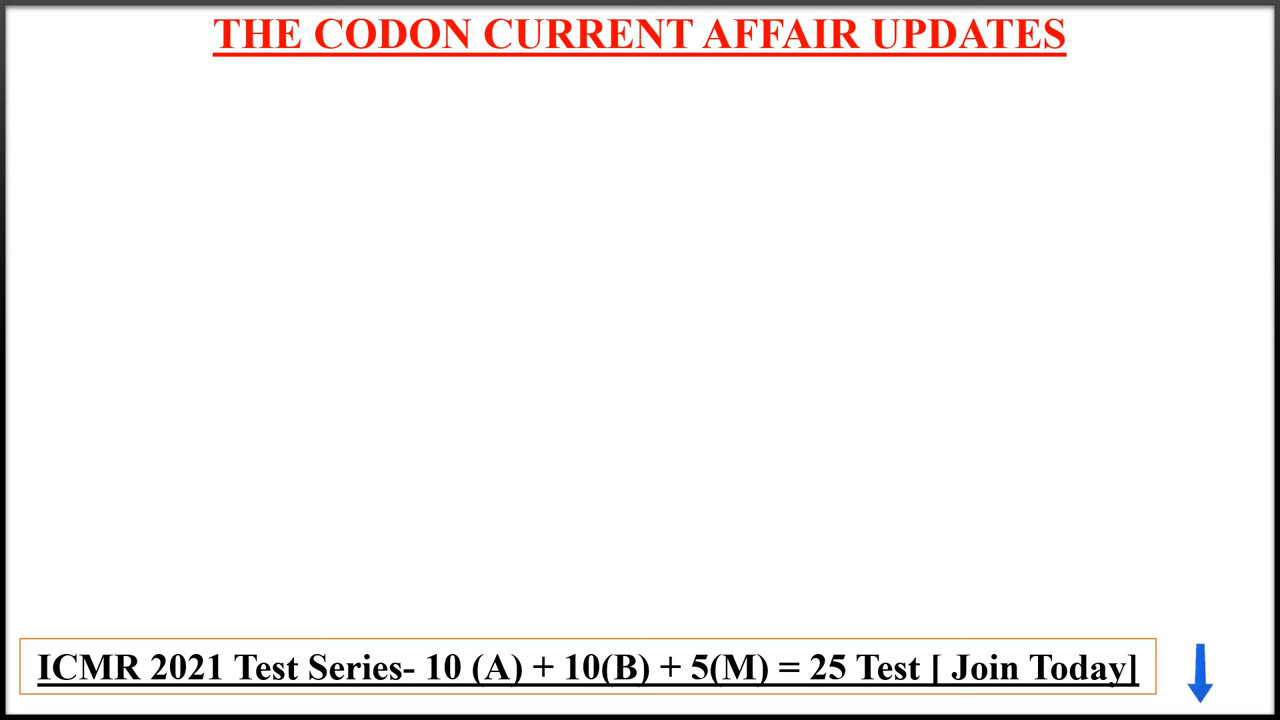 THE CODON CURRENT AFFAIR UPDATES
ICMR 2021 Test Series- 10 (A) + 10(B) + 5(M) = 25 Test [ Join Today]